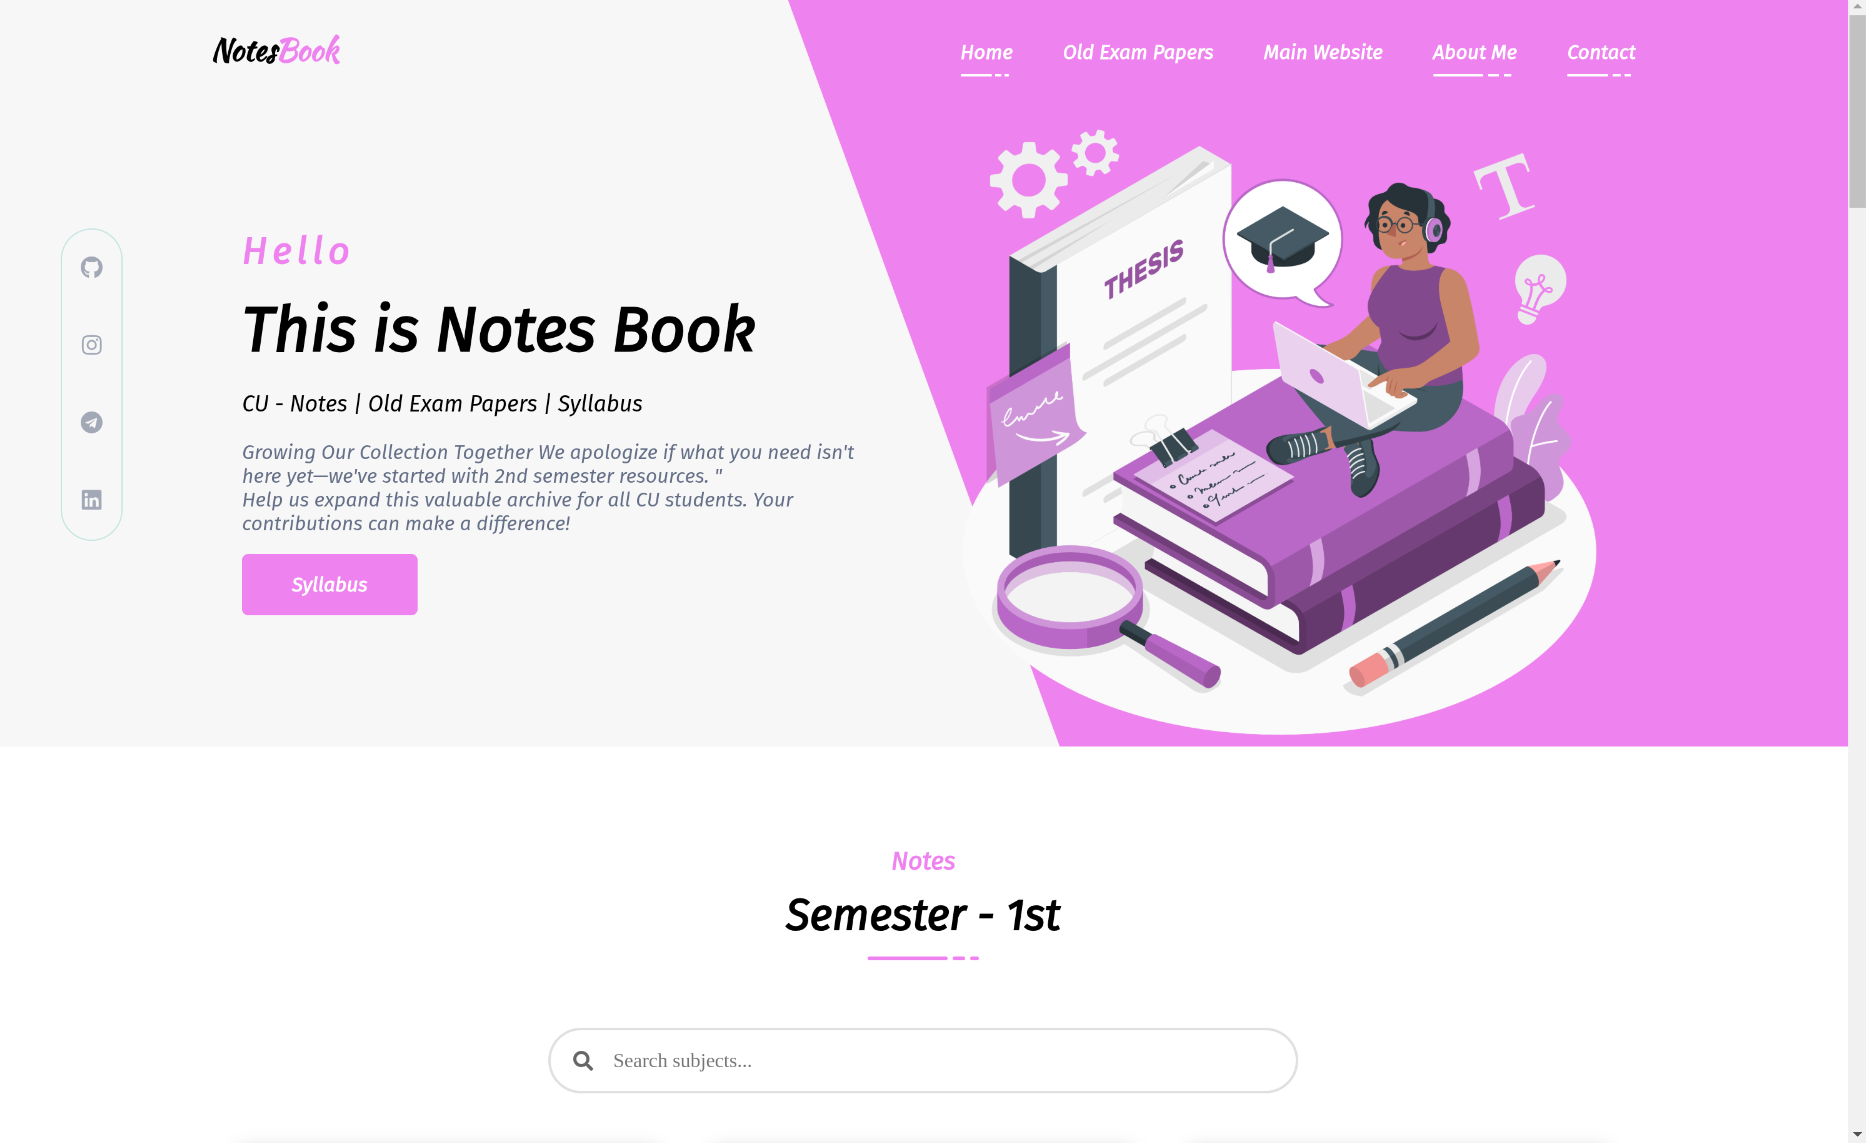 NotesBook
Home
Old Exam Papers
Main Website
About Me
Contact
Hello
This is Notes Book
CU - Notes | Old Exam Papers | Syllabus
Growing Our Collection Together We apologize if what you need isn't
here yet—we've started with 2nd semester resources. "
Help us expand this valuable archive for all CU students. Your
contributions can make a difference!
Syllabus
THESIS
T
Notes
Semester - 1st
Search subjects...